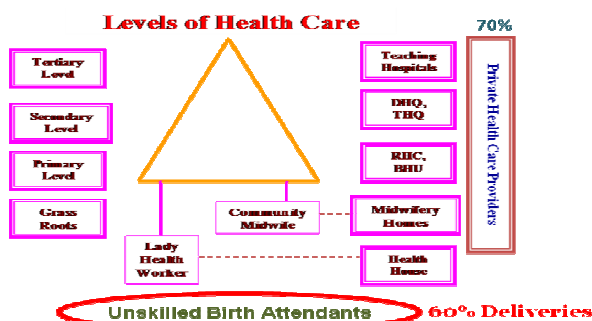 Levels of Health Care
70%
Tertiary
Level
Secondary
Level
Primary
Level
Grass
Roots
Teaching
Hospitals
DHQ,
THQ
RHC,
BHU
Community
Midwife
Midwifery
Homes
Lady
Health
Worker
Health
House
Private Health Care Providers
Unskilled Birth Attendants
60% Deliveries